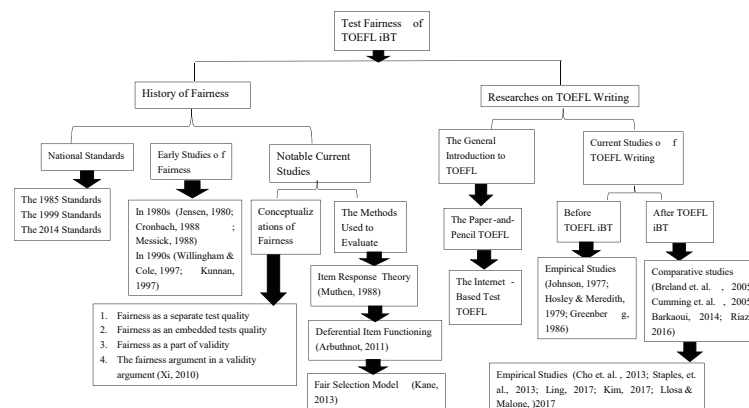 Test Fairness of
TOEFL iBT
History of Fairness
Researches on TOEFL Writing
National Standards
Early Studies o f
Fairness
Notable Current
Studies
The General
Introduction to
TOEFL
Current Studies o f
TOEFL Writing
The 1985 Standards
The 1999 Standards
The 2014 Standards
In 1980s (Jensen, 1980;
Cronbach, 1988 ;
Messick, 1988)
In 1990s (Willingham &
Cole, 1997; Kunnan,
1997)
Conceptualiz
ations of
Fairness
The Methods
Used to
Evaluate
The Paper-and-
Pencil TOEFL
Before
TOEFL iBT
After TOEFL
iBT
Item Response Theory
(Muthen, 1988)
The Internet -
Based Test
TOEFL
Empirical Studies
(Johnson, 1977;
Hosley & Meredith,
1979; Greenber g,
1986)
Comparative studies
(Breland et. al. , 2005
Cumming et. al. , 2005
Barkaoui, 2014; Riaz
2016)
1. Fairness as a separate test quality
2. Fairness as an embedded tests quality
3. Fairness as a part of validity
4. The fairness argument in a validity
argument (Xi, 2010)
Deferential Item Functioning
(Arbuthnot, 2011)
Fair Selection Model (Kane,
2013)
Empirical Studies (Cho et. al. , 2013; Staples, et.
al., 2013; Ling, 2017; Kim, 2017; Llosa &
Malone, )2017